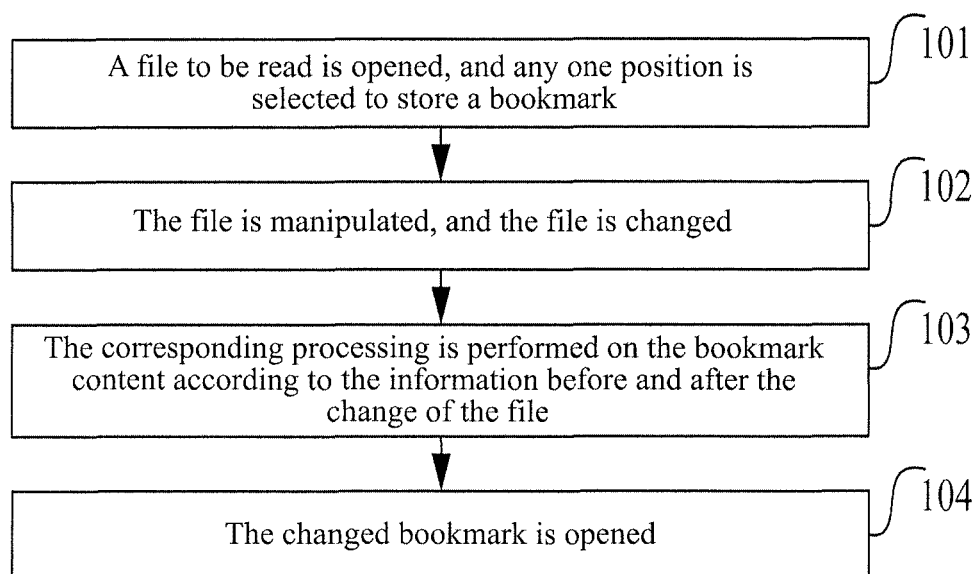 101
A file to be read is opened, and any one position is
selected to store a bookmark
102
The file is manipulated, and the file is changed
103
The corresponding processing is performed on the bookmark
content according to the information before and after the
change of the file
104
The changed bookmark is opened